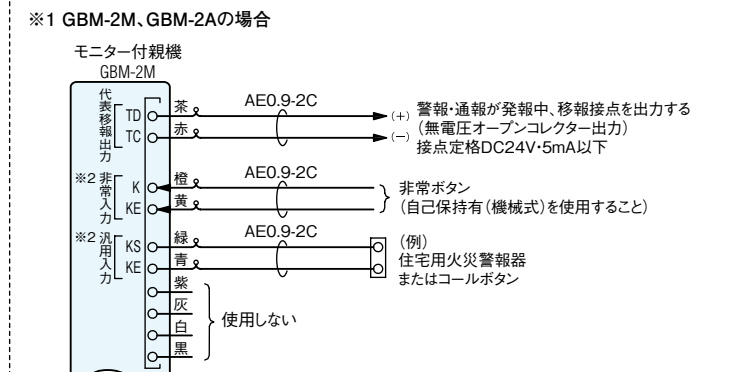 ※1 GBM-2M、GBM-2Aの場合
モニター付親機
GBM-2M
代表移報出力
TD 茶 AE0.9-2C (+)
TC 赤 (−)
警報・通報が発報中、移報接点を出力する
（無電圧オープンコレクター出力）
接点定格DC24V・5mA以下
※2 非常入力
K 橙 AE0.9-2C
KE 黄
非常ボタン
（自己保持有（機械式）を使用すること）
※2 汎用入力
KS 緑 AE0.9-2C
KE 青
（例）
住宅用火災警報器
またはコールボタン
紫
灰
白
黒
使用しない